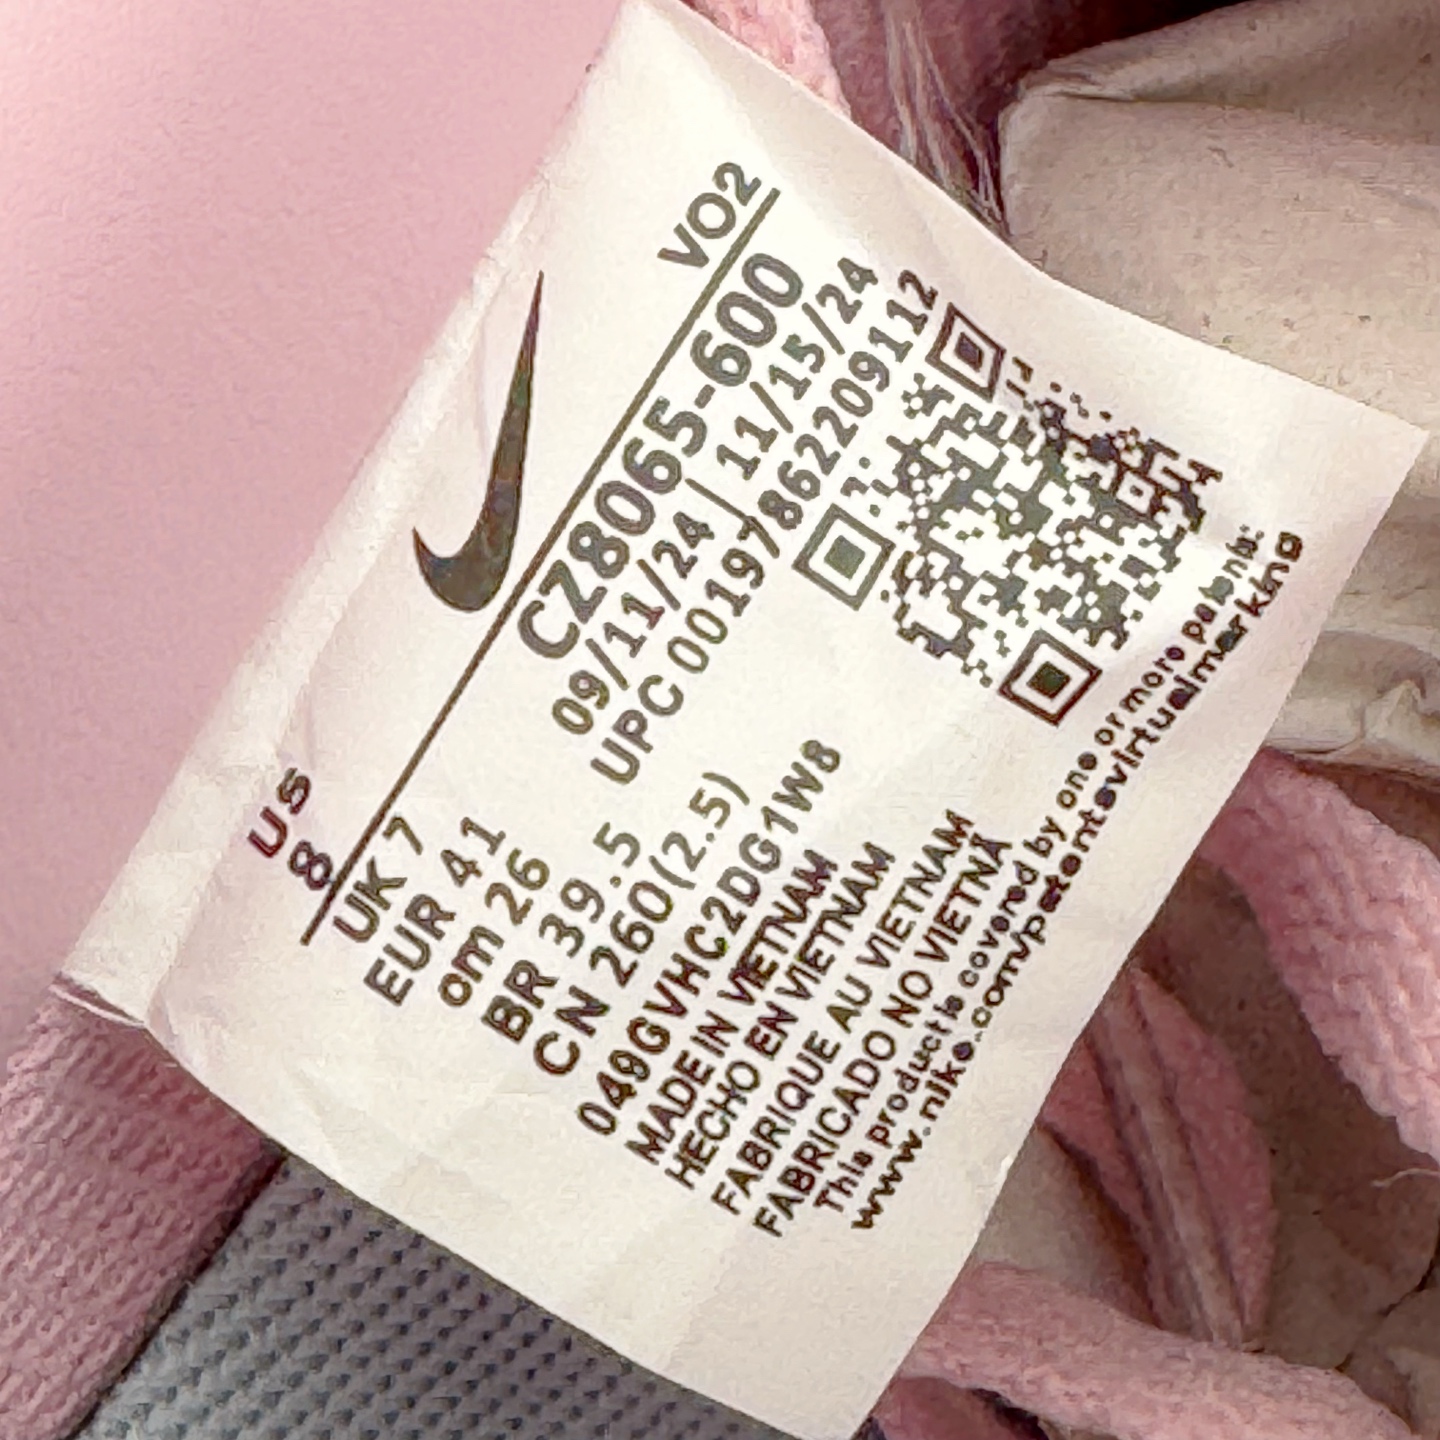 VO2
US
8
CZ8065-600
09/11/24 | 11/15/24
UPC 00197862209112
UK 7
EUR 41
cm 26
BR 39.5
CN 260(2.5)
049GVHC2DG1W8
MADE IN VIETNAM
HECHO EN VIETNAM
FABRIQUE AU VIETNAM
FABRICADO NO VIETNÃ
This product is covered by one or more patents:
www.nike.com/patentsvirtualmarking